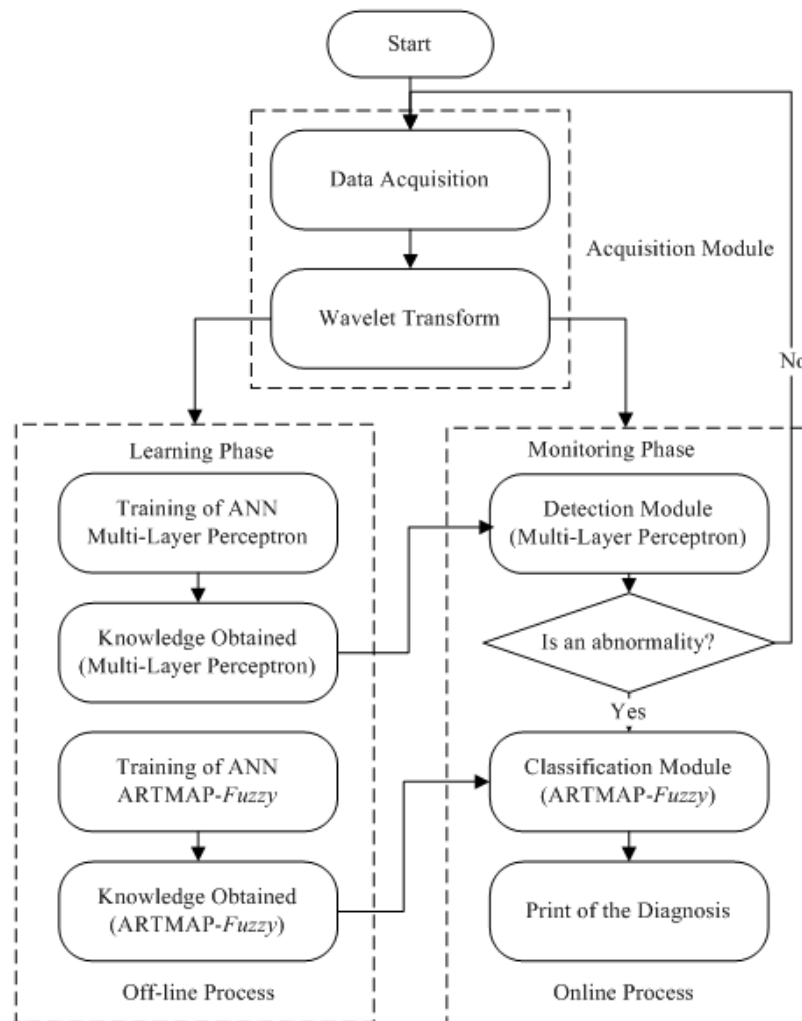 Start
Data Acquisition
Acquisition Module
Wavelet Transform
No
Learning Phase
Training of ANN
Multi-Layer Perceptron
Knowledge Obtained
(Multi-Layer Perceptron)
Training of ANN
ARTMAP-Fuzzy
Knowledge Obtained
(ARTMAP-Fuzzy)
Off-line Process
Monitoring Phase
Detection Module
(Multi-Layer Perceptron)
Is an abnormality?
Yes
Classification Module
(ARTMAP-Fuzzy)
Print of the Diagnosis
Online Process